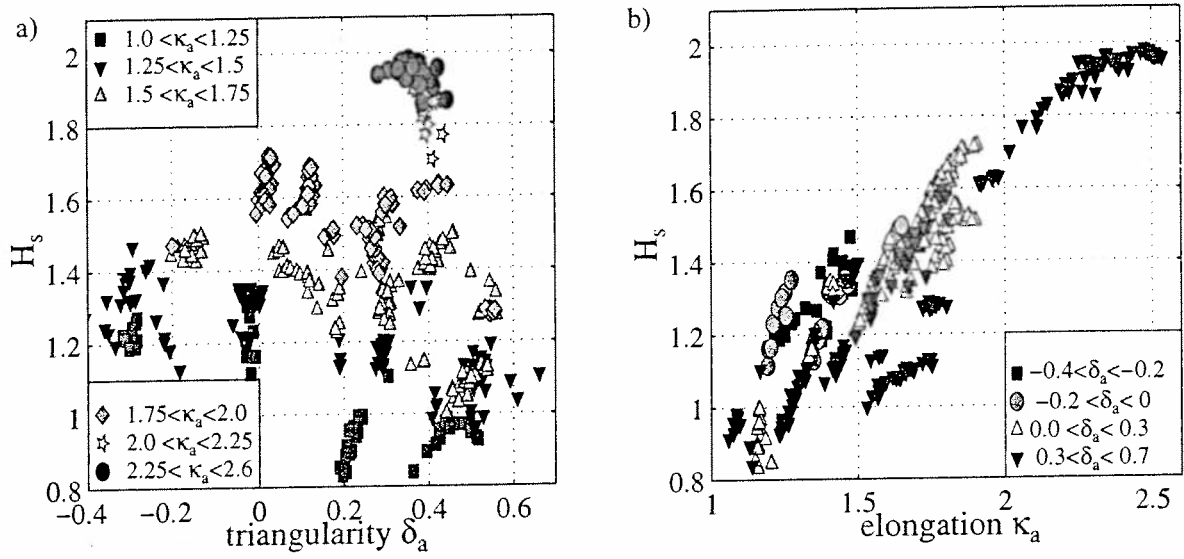 a)
1.0 <κa<1.25
1.25<κa<1.5
1.5 <κa<1.75
1.75<κa<2.0
2.0 <κa<2.25
2.25< κa<2.6
2
1.8
1.6
1.4
1.2
1
0.8
Hs
−0.4 −0.2 0 0.2 0.4 0.6
triangularity δa
b)
2
1.8
1.6
1.4
1.2
1
0.8
Hs
−0.4<δa<−0.2
−0.2 <δa< 0
0.0 <δa< 0.3
0.3<δa< 0.7
1 1.5 2 2.5
elongation κa